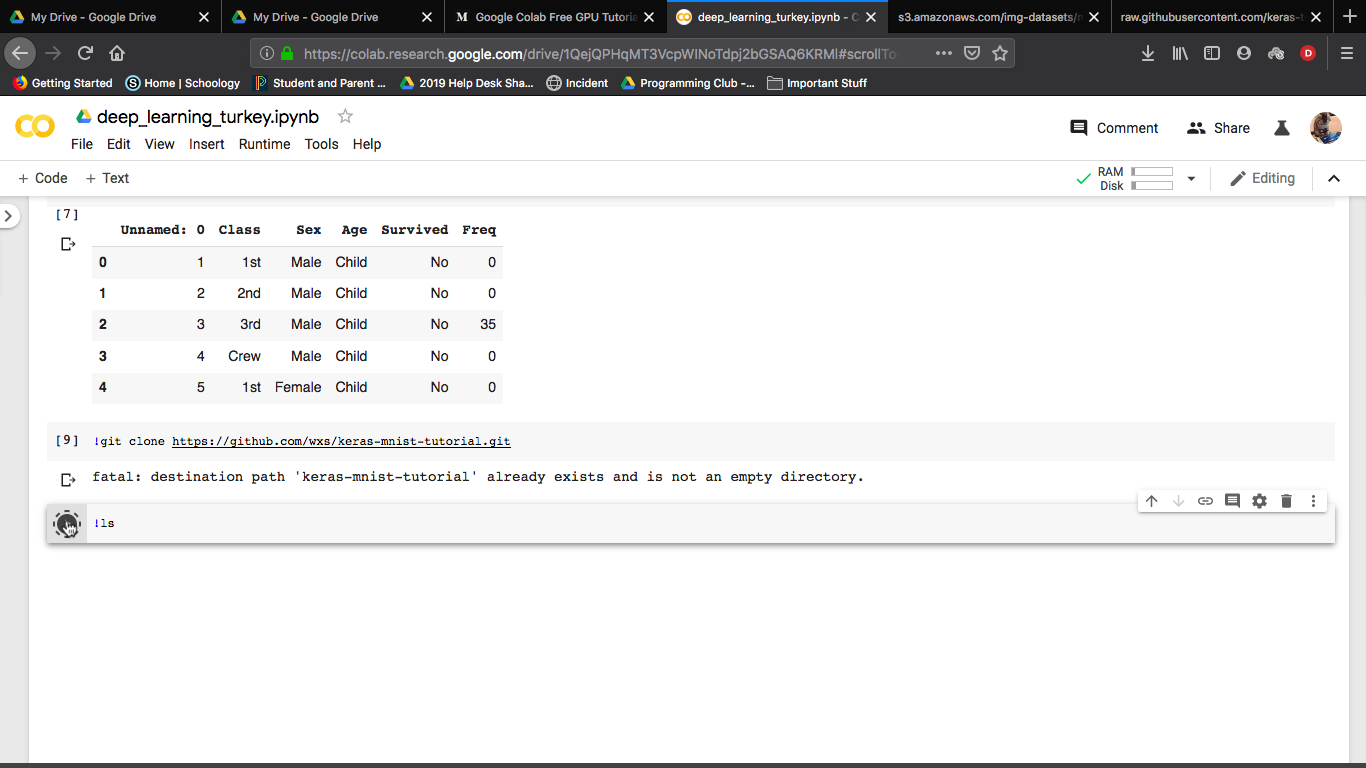 My Drive - Google Drive
My Drive - Google Drive
M Google Colab Free GPU Tutoria
deep_learning_turkey.ipynb - C
s3.amazonaws.com/img-datasets/
raw.githubusercontent.com/keras-
https://colab.research.google.com/drive/1QejQPHqMT3VcpWINoTdpj2bGSAQ6KRMI#scrollTo
D
Getting Started
S Home | Schoology
P Student and Parent ...
2019 Help Desk Sha...
Incident
Programming Club -...
Important Stuff
deep_learning_turkey.ipynb
File Edit View Insert Runtime Tools Help
Comment
Share
+ Code + Text
RAM
Disk
Editing
[7]
Unnamed: 0 Class Sex Age Survived Freq
0 1 1st Male Child No 0
1 2 2nd Male Child No 0
2 3 3rd Male Child No 35
3 4 Crew Male Child No 0
4 5 1st Female Child No 0
[9] !git clone https://github.com/wxs/keras-mnist-tutorial.git
fatal: destination path 'keras-mnist-tutorial' already exists and is not an empty directory.
!ls